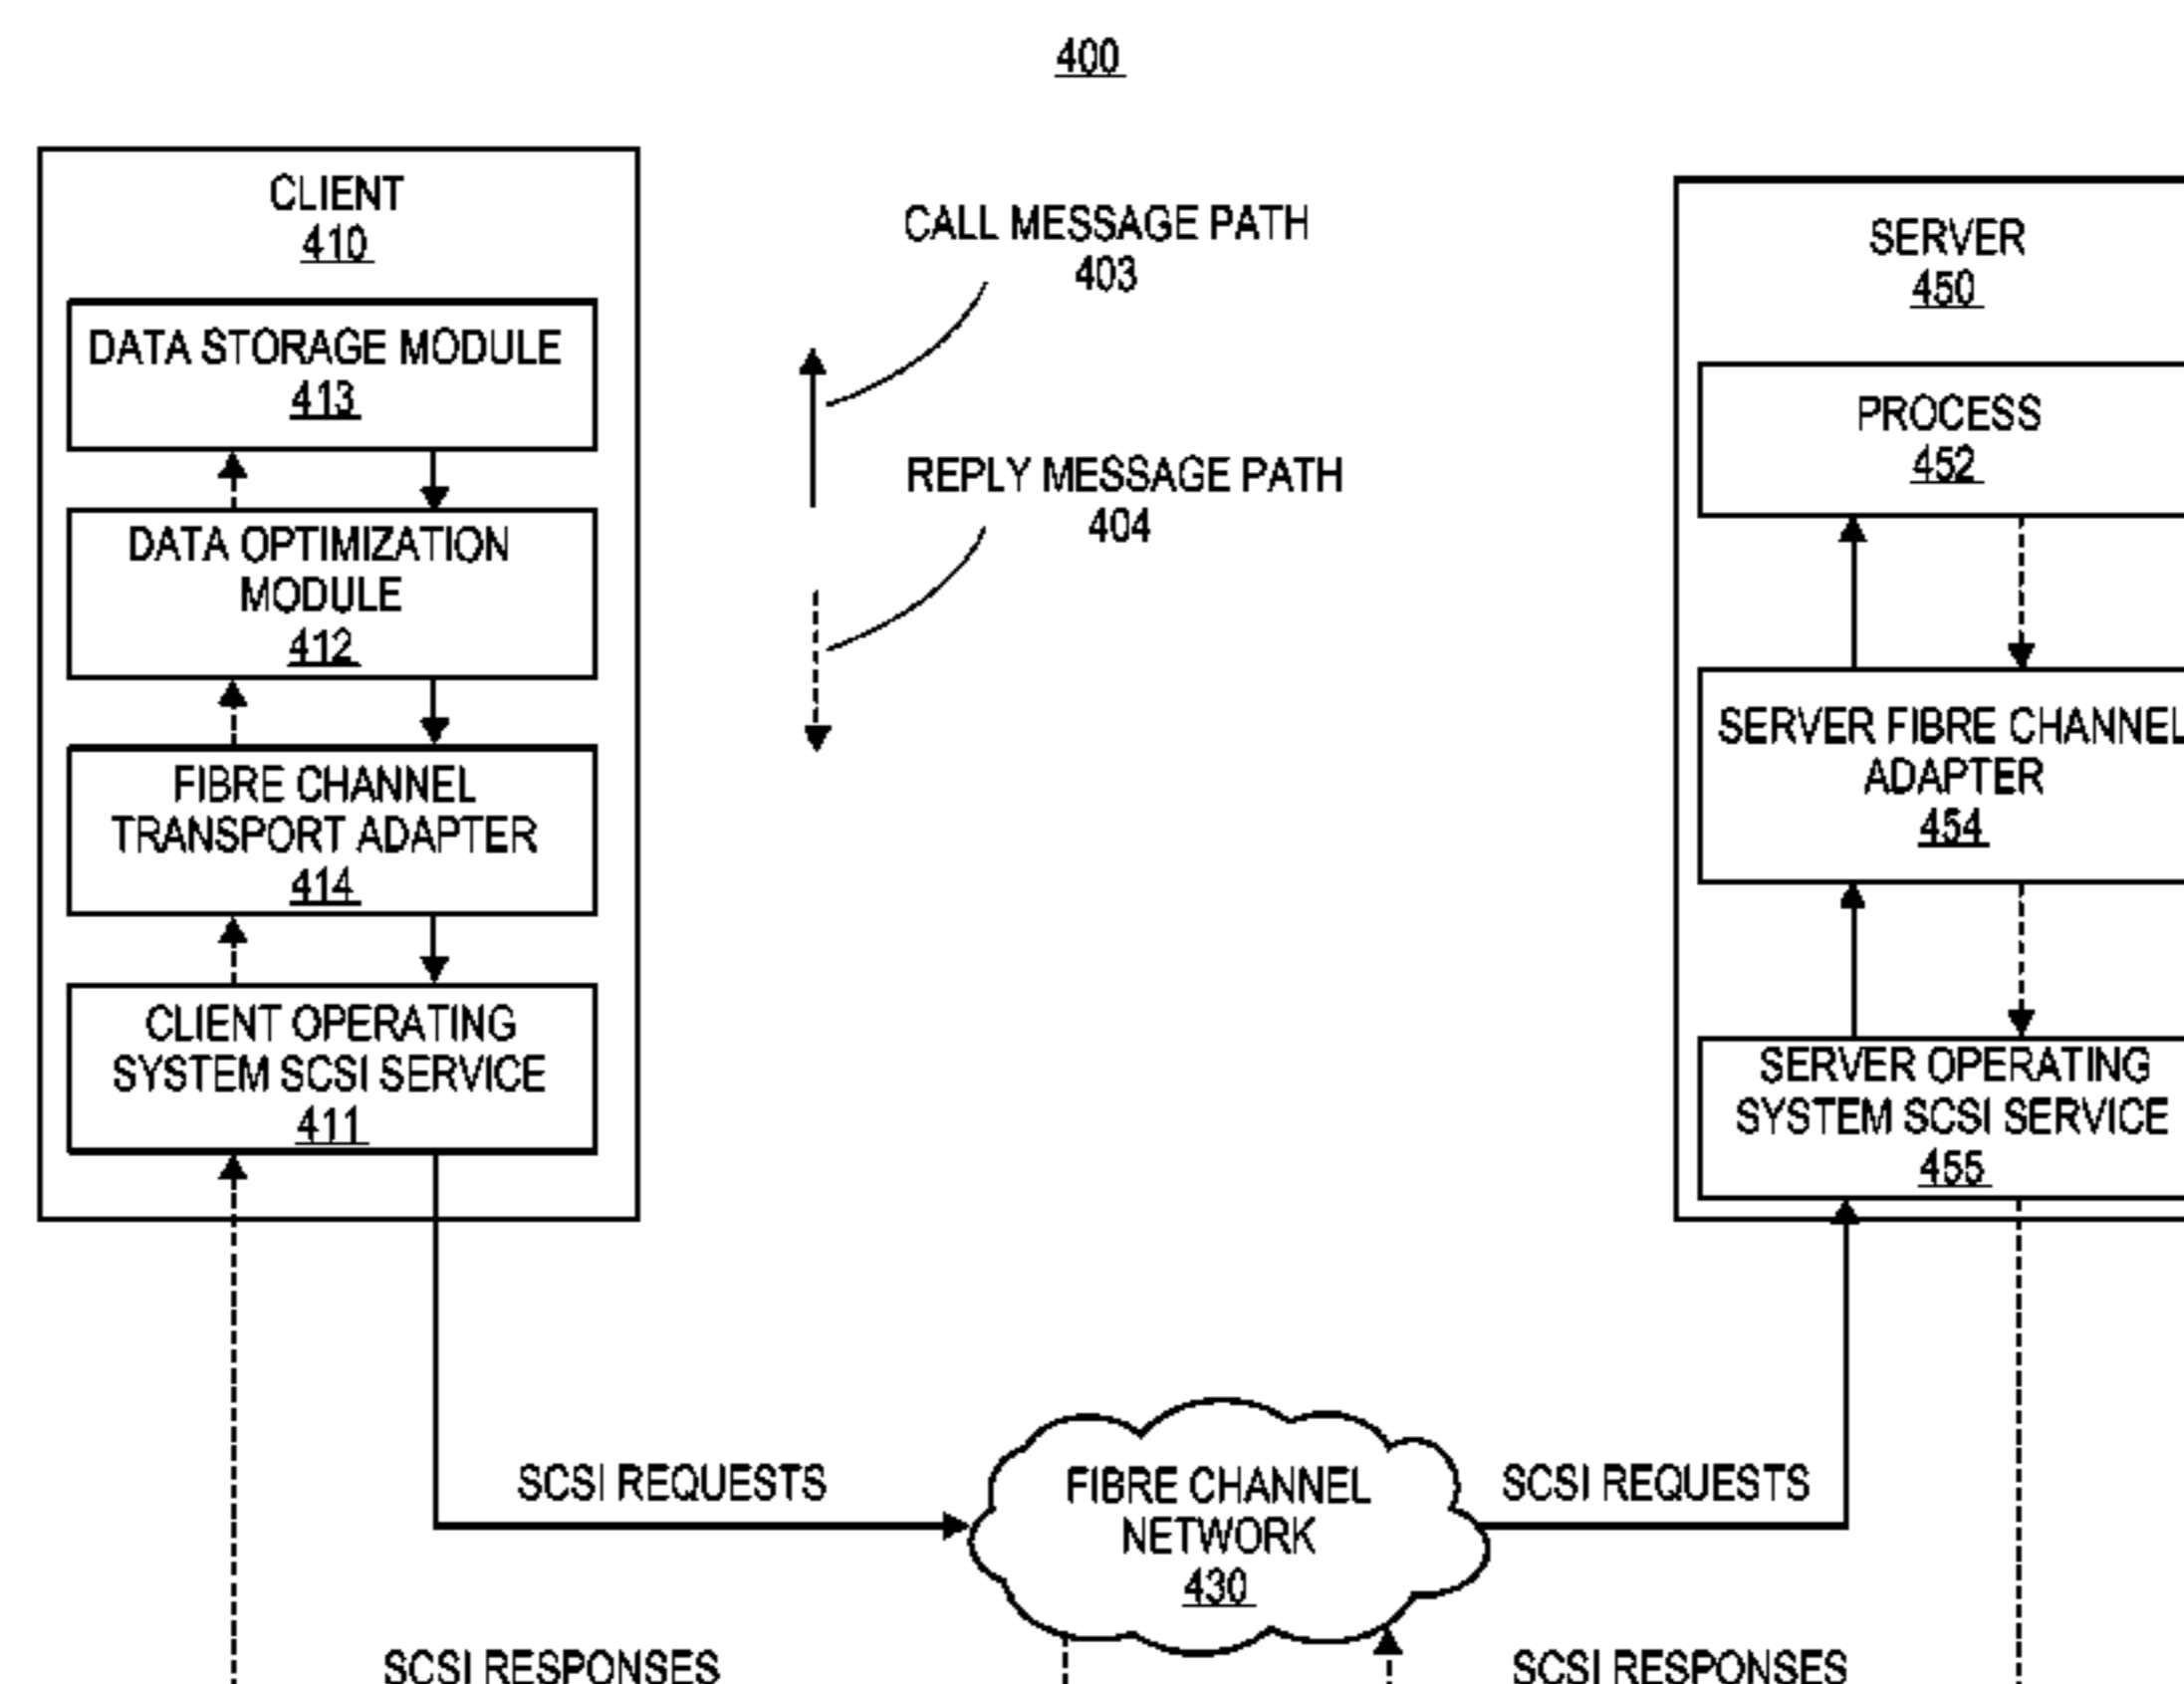 400
CLIENT
410
DATA STORAGE MODULE
413
DATA OPTIMIZATION
MODULE
412
FIBRE CHANNEL
TRANSPORT ADAPTER
414
CLIENT OPERATING
SYSTEM SCSI SERVICE
411
CALL MESSAGE PATH
403
REPLY MESSAGE PATH
404
SERVER
450
PROCESS
452
SERVER FIBRE CHANNEL
ADAPTER
454
SERVER OPERATING
SYSTEM SCSI SERVICE
455
SCSI REQUESTS
FIBRE CHANNEL
NETWORK
430
SCSI REQUESTS
SCSI RESPONSES
SCSI RESPONSES